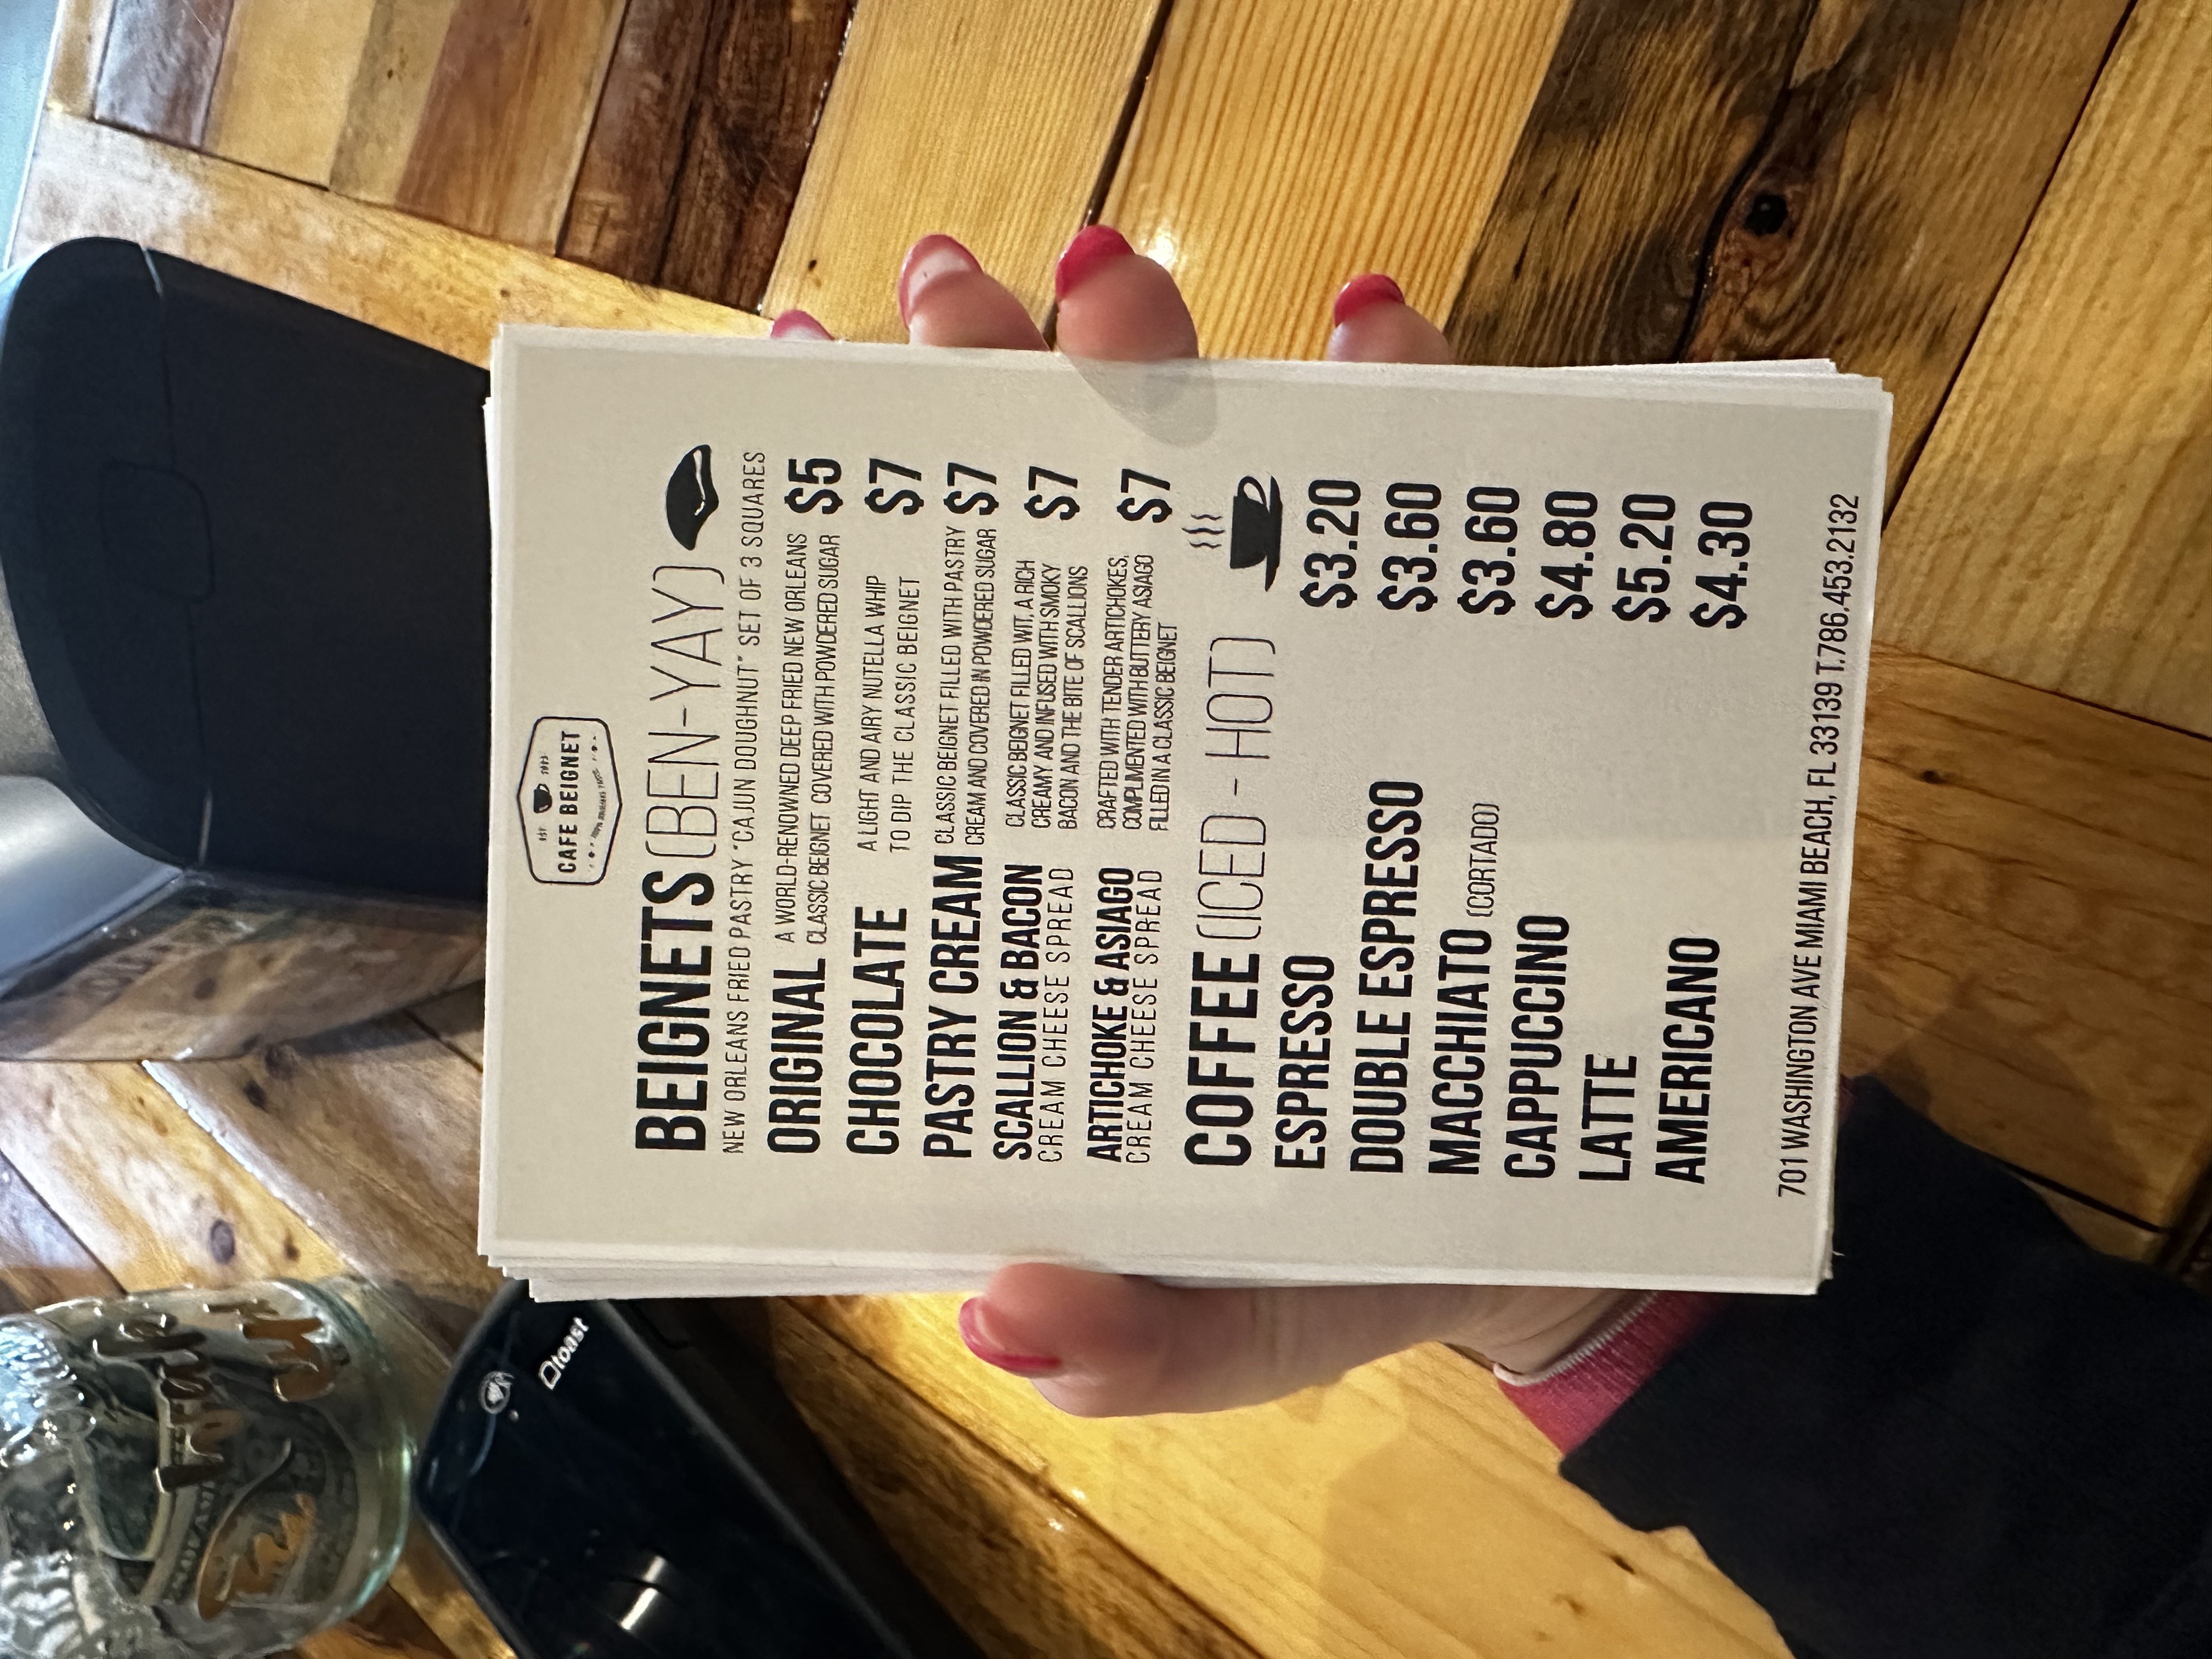 toast
EST
CAFE BEIGNET
BEIGNETS (BEN-YAY)
NEW ORLEANS FRIED PASTRY "CAJUN DOUGHNUT" SET OF 3 SQUARES
ORIGINAL A WORLD-RENOWNED DEEP FRIED NEW ORLEANS
CLASSIC BEIGNET COVERED WITH POWDERED SUGAR $5
CHOCOLATE A LIGHT AND AIRY NUTELLA WHIP
TO DIP THE CLASSIC BEIGNET $7
PASTRY CREAM CLASSIC BEIGNET FILLED WITH PASTRY
CREAM AND COVERED IN POWDERED SUGAR $7
SCALLION & BACON
CREAM CHEESE SPREAD
CLASSIC BEIGNET FILLED WIT, A RICH
CREAMY AND INFUSED WITH SMOKY
BACON AND THE BITE OF SCALLIONS
$7
ARTICHOKE & ASIAGO
CREAM CHEESE SPREAD
CRAFTED WITH TENDER ARTICHOKES,
COMPLIMENTED WITH BUTTERY ASIAGO
FILLED IN A CLASSIC BEIGNET
$7
COFFEE (ICED - HOT)
ESPRESSO $3.20
DOUBLE ESPRESSO $3.60
MACCHIATO (CORTADO) $3.60
CAPPUCCINO $4.80
LATTE $5.20
AMERICANO $4.30
701 WASHINGTON AVE MIAMI BEACH, FL 33139 T.786.453.2132